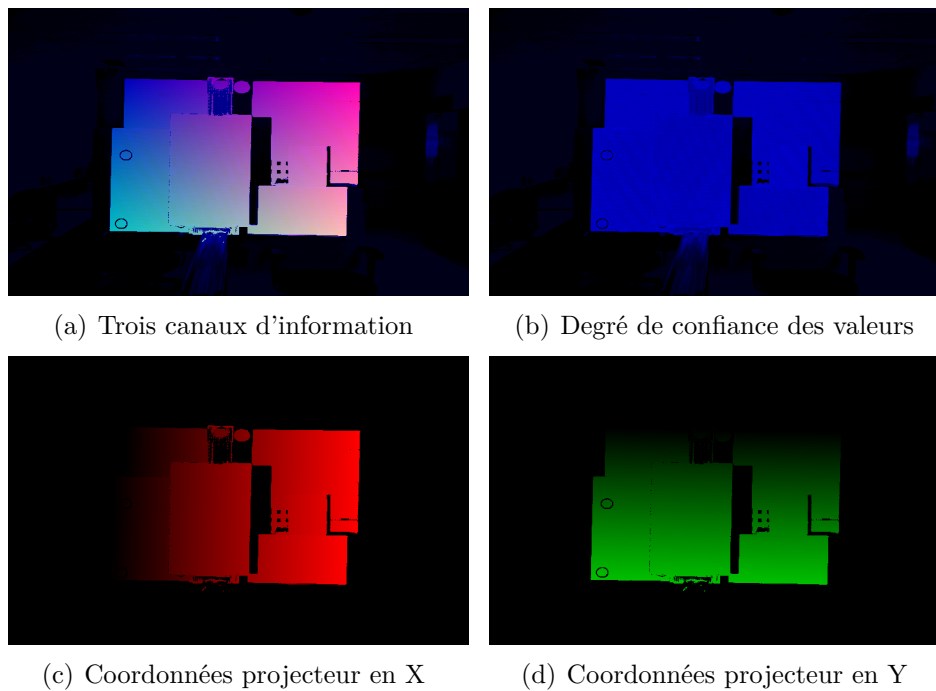 (a) Trois canaux d'information
(b) Degré de confiance des valeurs
(c) Coordonnées projecteur en X
(d) Coordonnées projecteur en Y